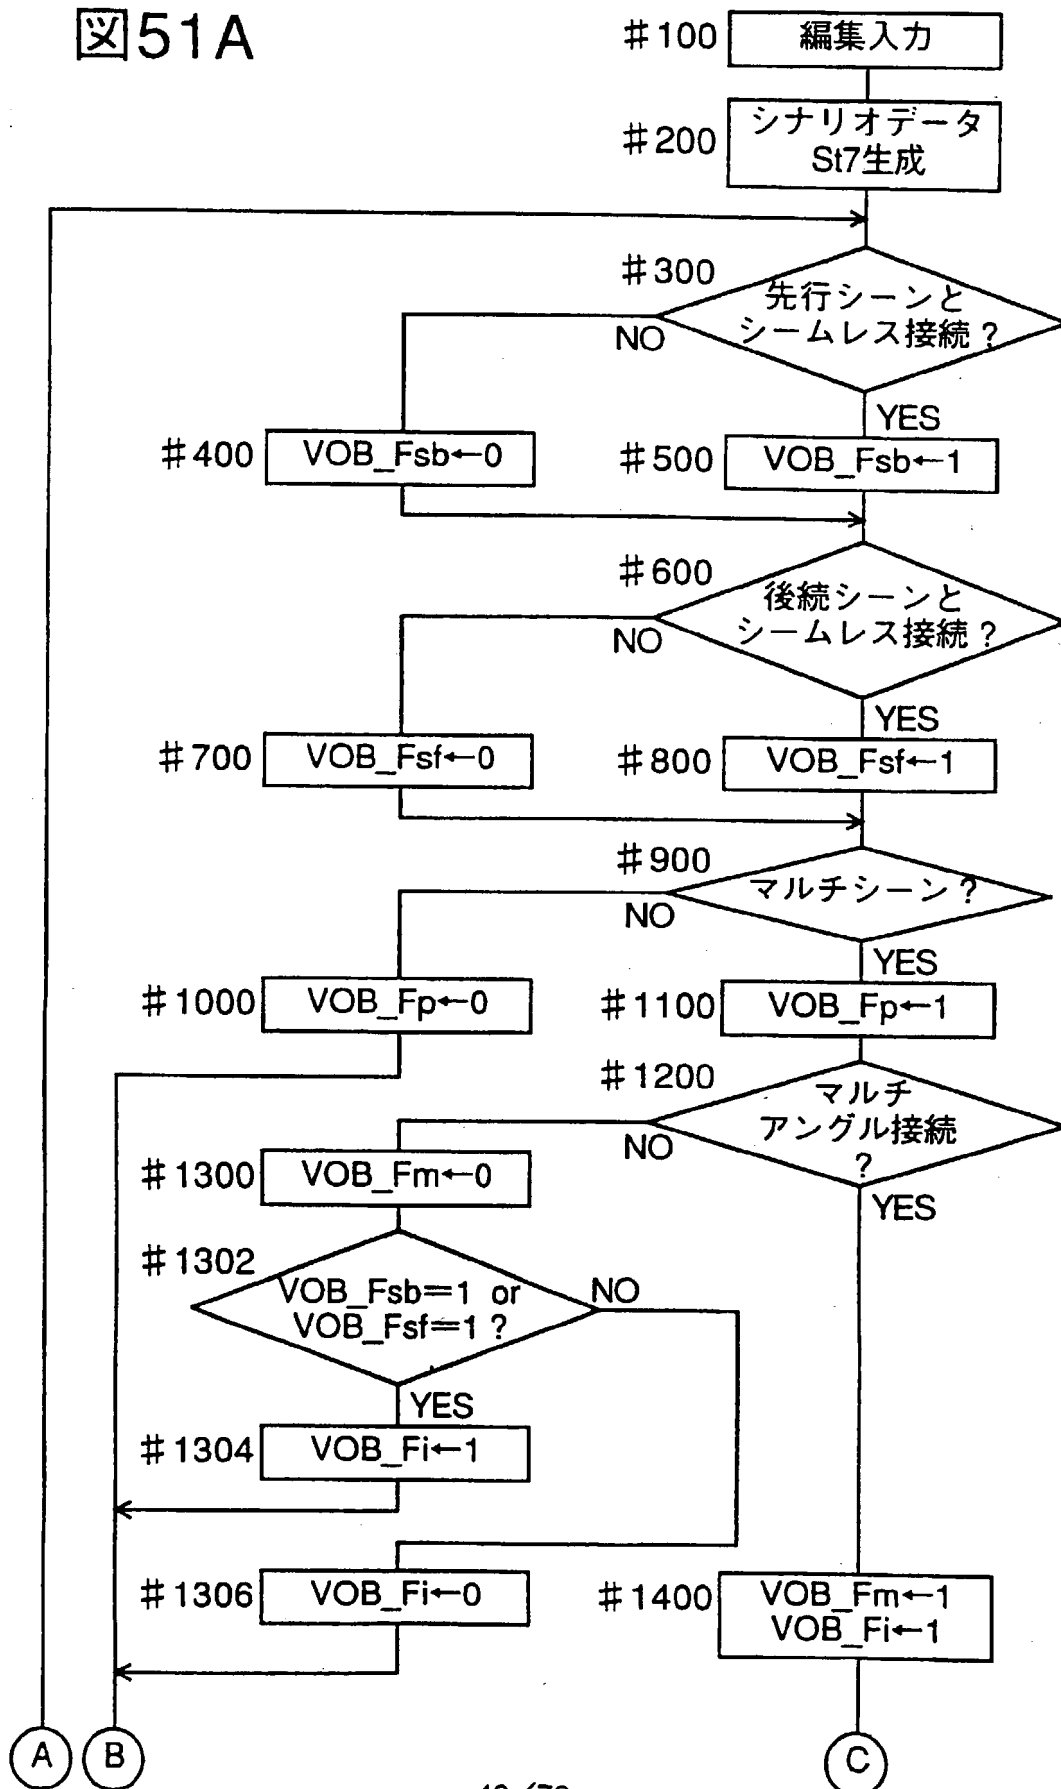 図51A
#100
編集入力
#200
シナリオデータ
St7生成
#300
先行シーンと
シームレス接続?
NO
YES
#400
VOB_Fsb←0
#500
VOB_Fsb←1
#600
後続シーンと
シームレス接続?
NO
YES
#700
VOB_Fsf←0
#800
VOB_Fsf←1
#900
マルチシーン?
NO
YES
#1000
VOB_Fp←0
#1100
VOB_Fp←1
#1200
マルチ
アングル接続
?
NO
YES
#1300
VOB_Fm←0
#1302
VOB_Fsb=1 or
VOB_Fsf=1?
NO
YES
#1304
VOB_Fi←1
#1306
VOB_Fi←0
#1400
VOB_Fm←1
VOB_Fi←1
A
B
C